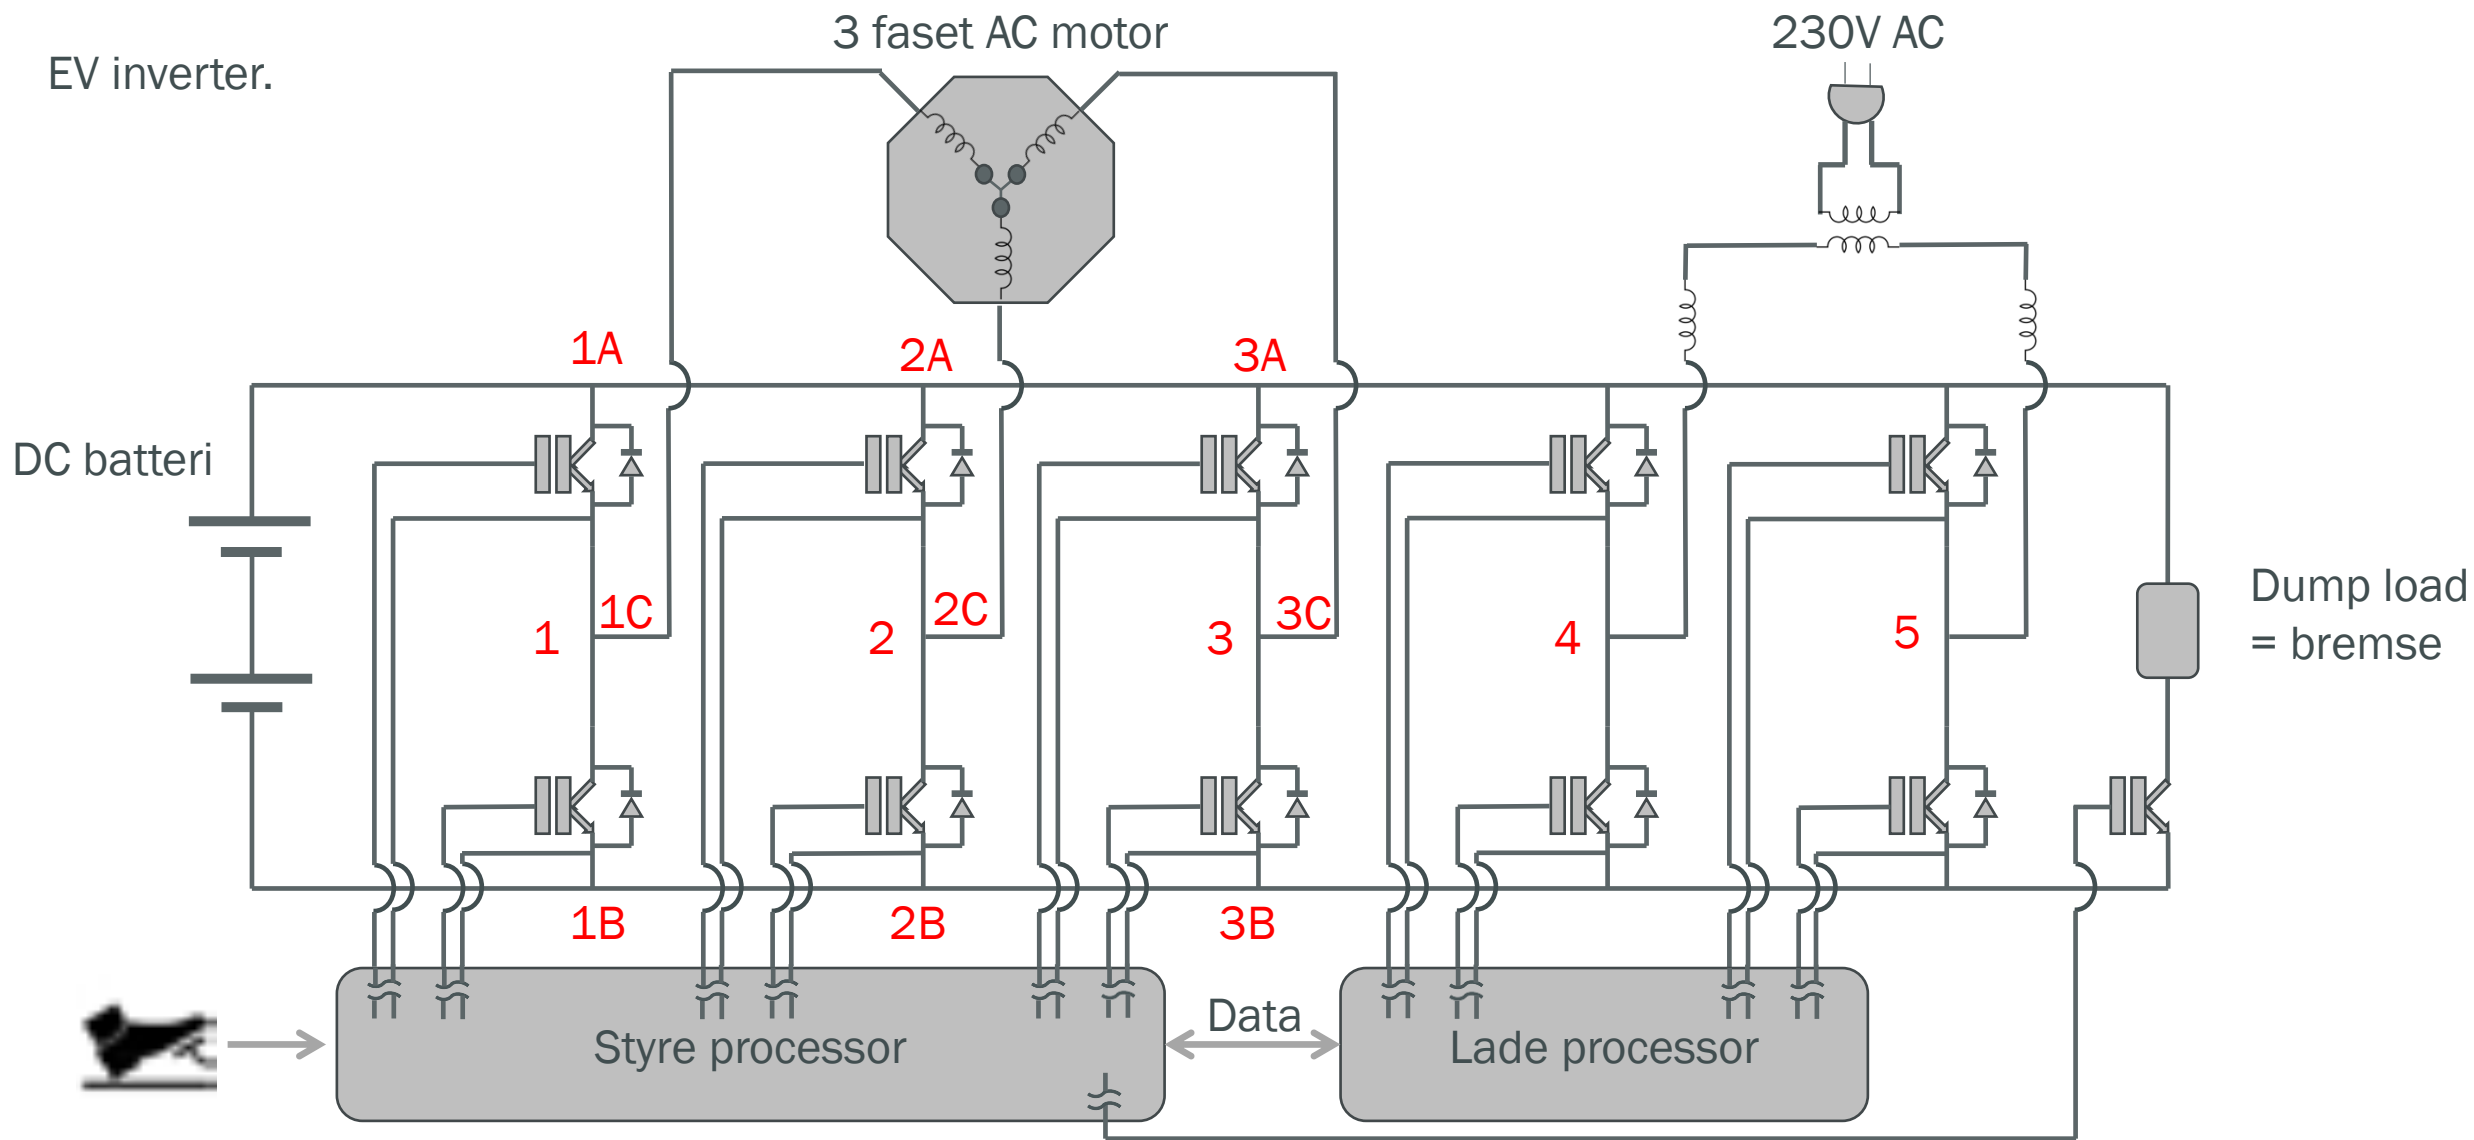 EV inverter.
3 faset AC motor
230V AC
1A
2A
3A
DC batteri
1
1C
2
2C
3
3C
4
5
Dump load
= bremse
1B
2B
3B
Styre processor
Data
Lade processor